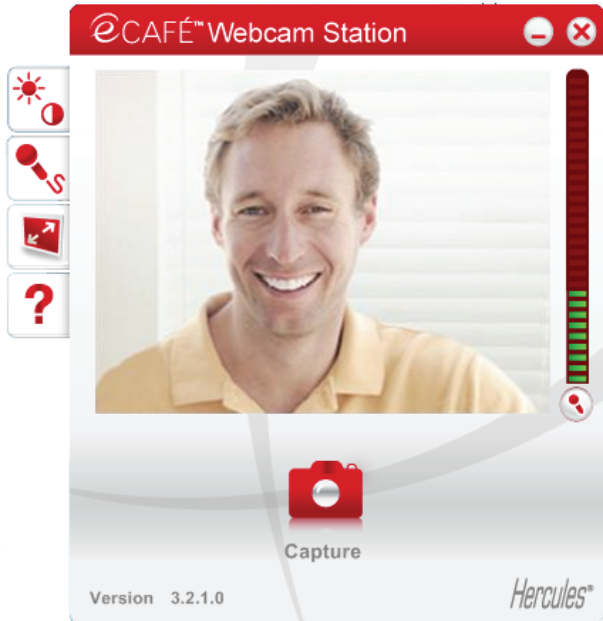 eCAFÉ™ Webcam Station
?
Capture
Version 3.2.1.0
Hercules®